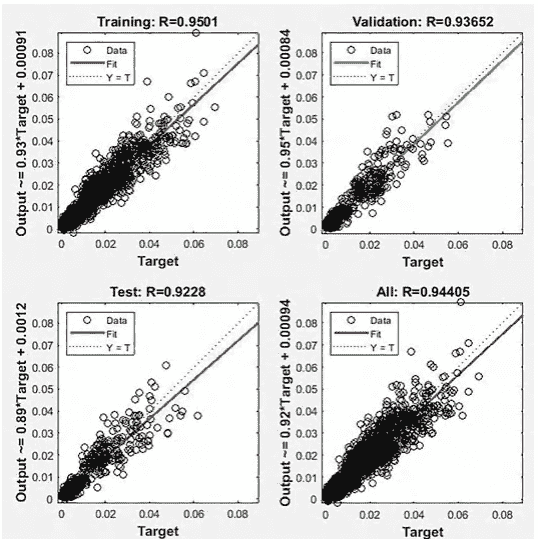 Training: R=0.9501
Output ~= 0.93*Target + 0.00091
0.08
0.07
0.06
0.05
0.04
0.03
0.02
0.01
0
Data
Fit
Y = T
0
0.02
0.04
0.06
0.08
Target
Validation: R=0.93652
Output ~= 0.95*Target + 0.00084
0.08
0.07
0.06
0.05
0.04
0.03
0.02
0.01
0
Data
Fit
Y = T
0
0.02
0.04
0.06
0.08
Target
Test: R=0.9228
Output ~= 0.89*Target + 0.0012
0.08
0.07
0.06
0.05
0.04
0.03
0.02
0.01
0
Data
Fit
Y = T
0
0.02
0.04
0.06
0.08
Target
All: R=0.94405
Output ~= 0.92*Target + 0.00094
0.08
0.07
0.06
0.05
0.04
0.03
0.02
0.01
0
Data
Fit
Y = T
0
0.02
0.04
0.06
0.08
Target